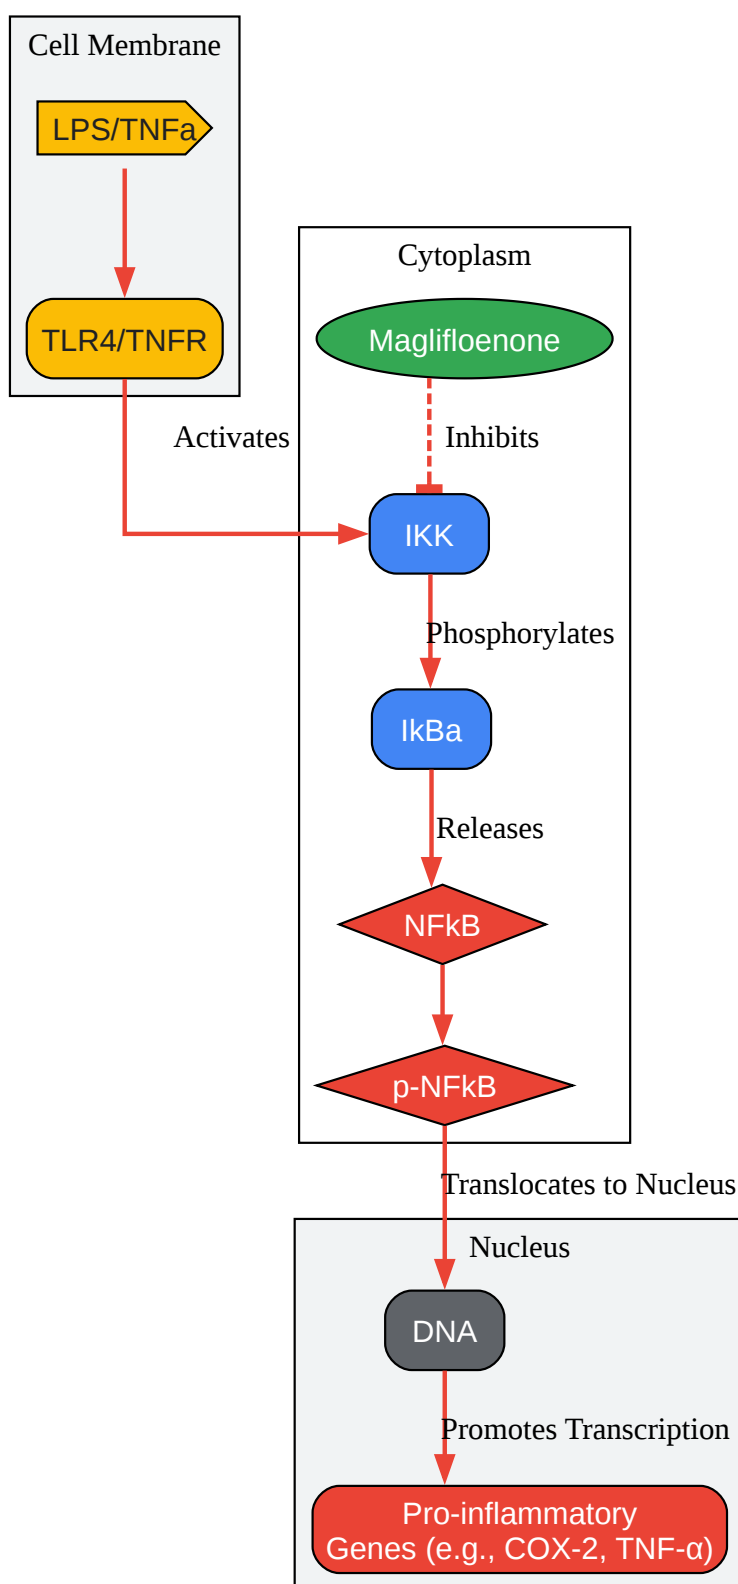 Cell Membrane
LPS/TNFa
TLR4/TNFR
Activates
Cytoplasm
Maglifloenone
Inhibits
IKK
Phosphorylates
IkBa
Releases
NFkB
p-NFkB
Translocates to Nucleus
Nucleus
DNA
Promotes Transcription
Pro-inflammatory
Genes (e.g., COX-2, TNF-α)